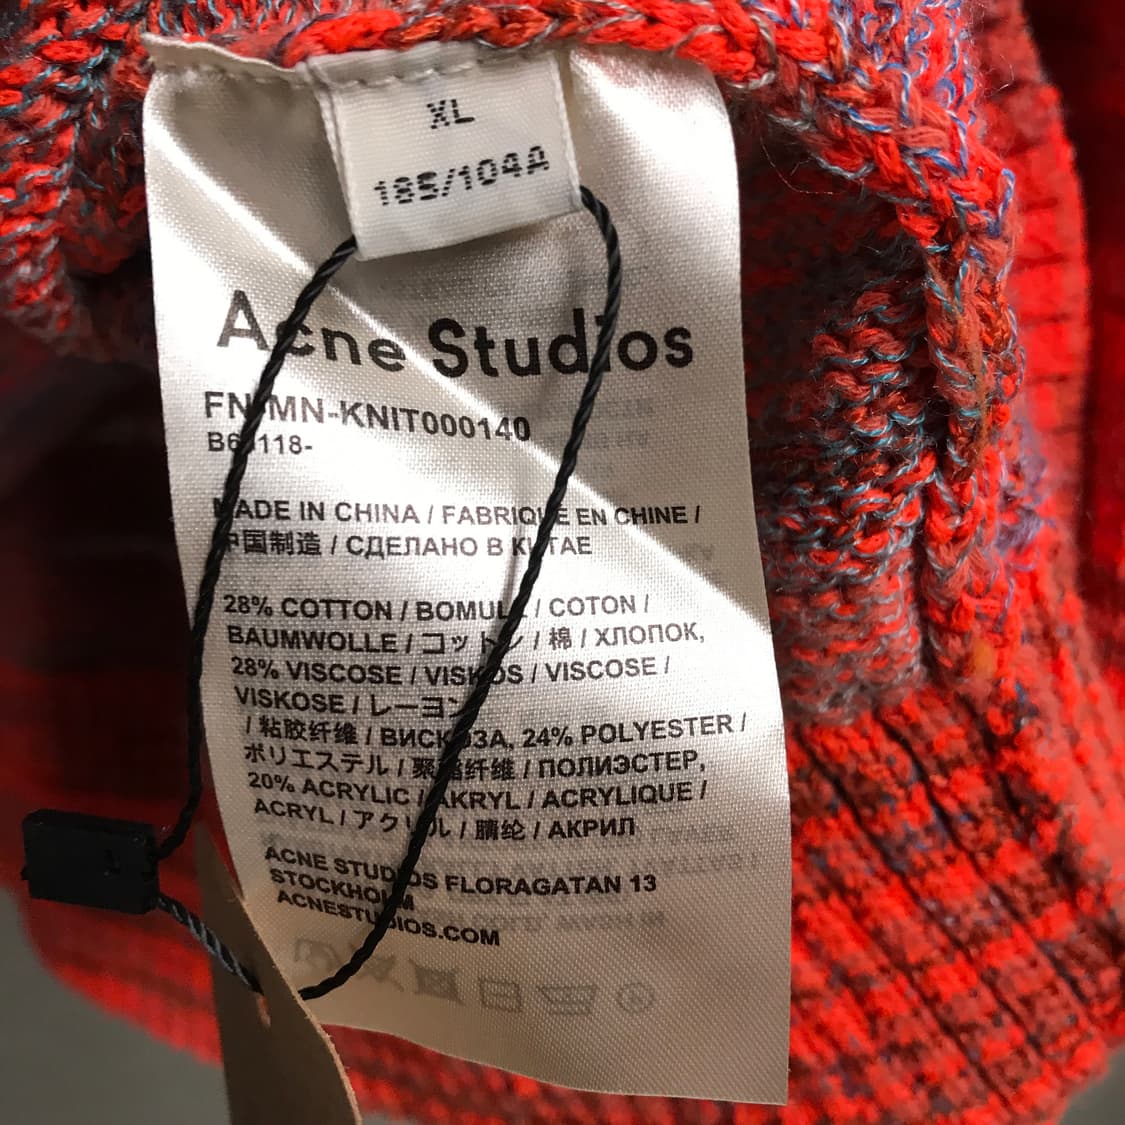 XL
185/104A
Acne Studios
FN-MN-KNIT000140
MADE IN CHINA / FABRIQUE EN CHINE /
中国制造 / СДЕЛАНО В КИТАЕ
28% COTTON / BOMULL / COTON /
BAUMWOLLE / コットン / 棉 / ХЛОПОК,
28% VISCOSE / VISKOS / VISCOSE /
VISKOSE / レーヨン
/ 粘胶纤维 / ВИСКОЗА, 24% POLYESTER /
ポリエステル / 聚酯纤维 / ПОЛИЭСТЕР,
20% ACRYLIC / AKRYL / ACRYLIQUE /
ACRYL / アクリル / 腈纶 / АКРИЛ
ACNE STUDIOS FLORAGATAN 13
STOCKHOLM
ACNESTUDIOS.COM